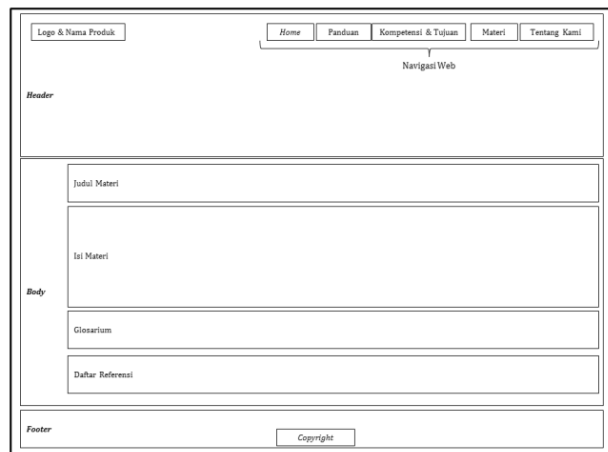 Logo & Nama Produk
Home
Panduan
Kompetensi & Tujuan
Materi
Tentang Kami
Navigasi Web
Header
Judul Materi
Isi Materi
Body
Glosarium
Daftar Referensi
Footer
Copyright